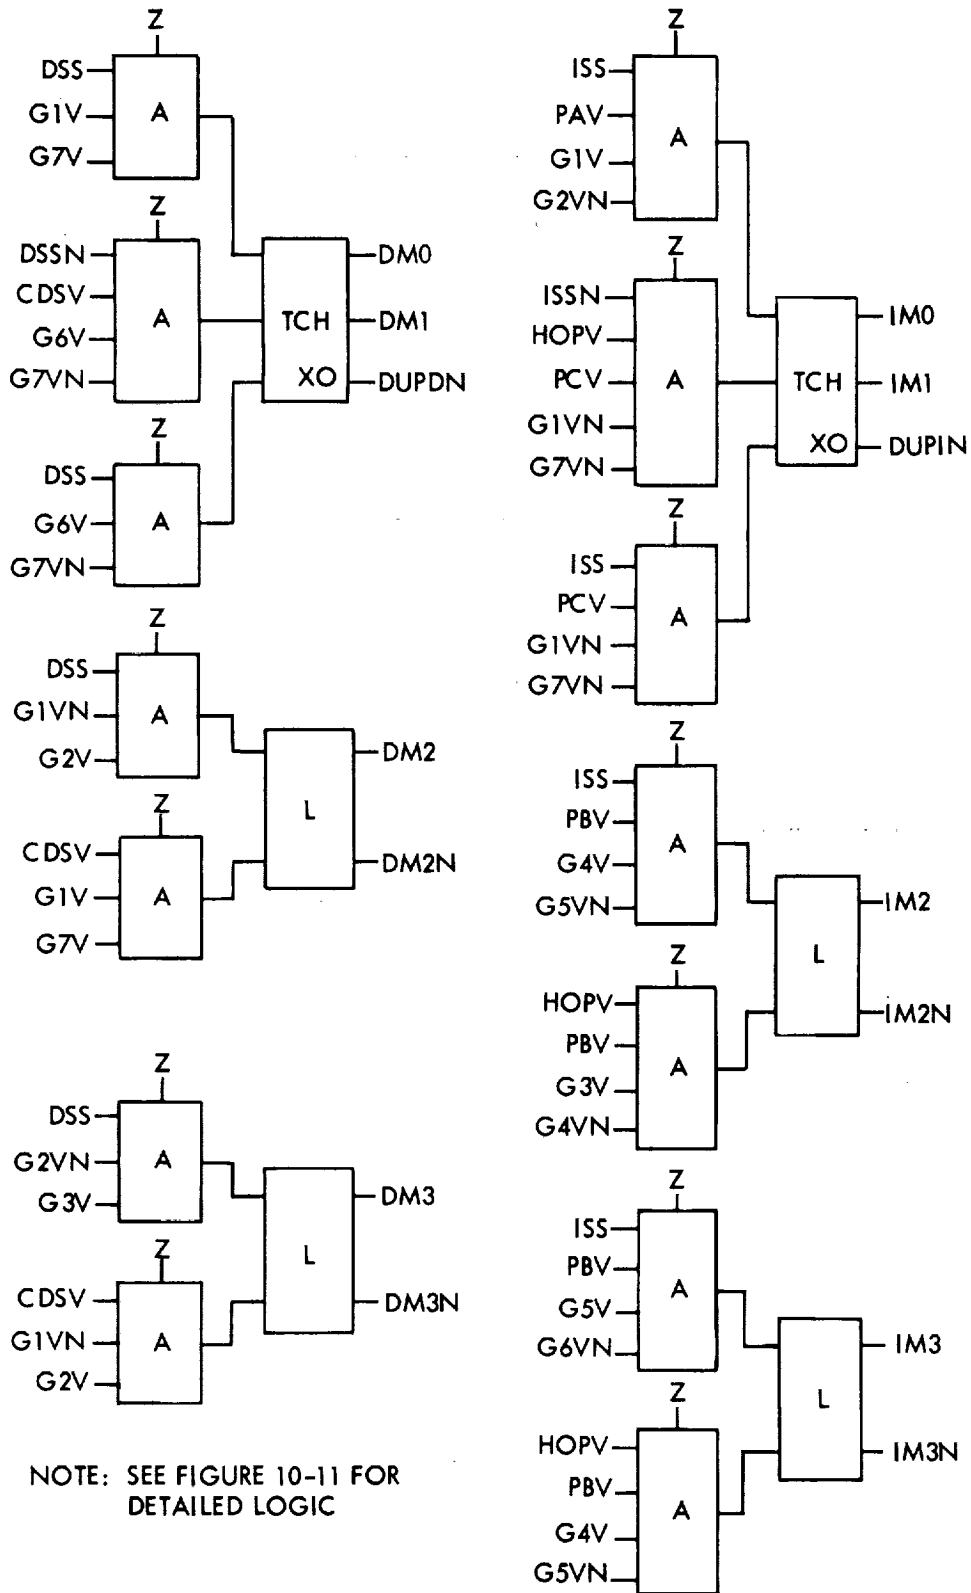 Z
DSS
G1V
A
G7V
Z
DSSN
CDSV
A
G6V
G7VN
TCH
XO
DM0
DM1
DUPDN
Z
DSS
G6V
A
G7VN
Z
DSS
G1VN
A
G2V
Z
CDSV
G1V
A
G7V
L
DM2
DM2N
Z
DSS
G2VN
A
G3V
Z
CDSV
G1VN
A
G2V
L
DM3
DM3N
NOTE: SEE FIGURE 10-11 FOR
DETAILED LOGIC
Z
ISS
PAV
A
G1V
G2VN
Z
ISSN
HOPV
PCV
A
G1VN
G7VN
TCH
XO
IM0
IM1
DUPIN
Z
ISS
PCV
A
G1VN
G7VN
Z
ISS
PBV
A
G4V
G5VN
Z
HOPV
PBV
A
G3V
G4VN
L
IM2
IM2N
Z
ISS
PBV
A
G5V
G6VN
Z
HOPV
PBV
A
G4V
G5VN
L
IM3
IM3N